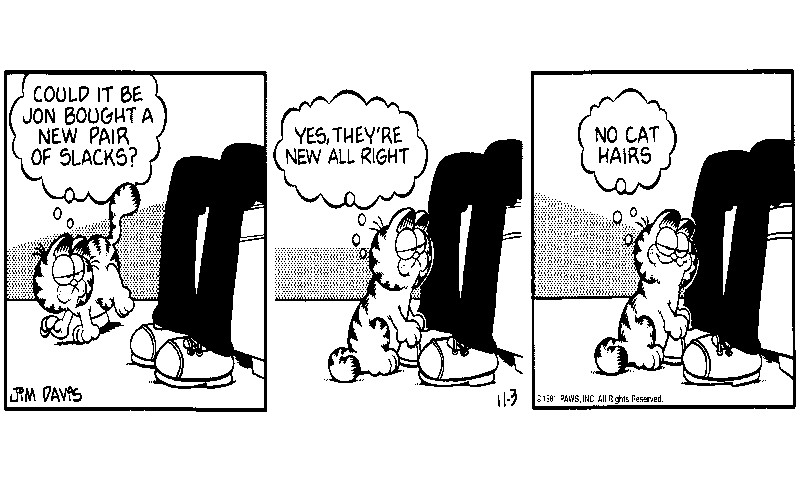 COULD IT BE
JON BOUGHT A
NEW PAIR
OF SLACKS?
JIM DAVIS
YES, THEY'RE
NEW ALL RIGHT
11-3
NO CAT
HAIRS
©1981 PAWS, INC. All Rights Reserved.